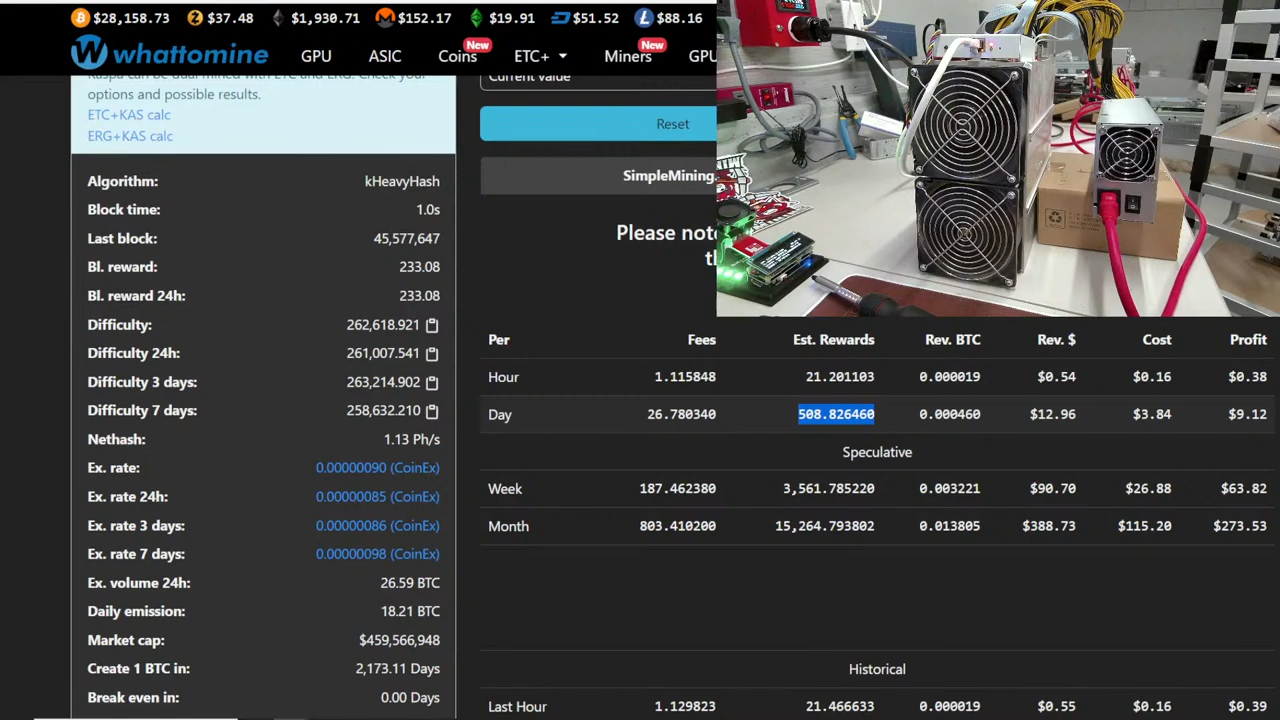 $28,158.73 $37.48 $1,930.71 $152.17 $19.91 $51.52 $88.16
whattomine GPU ASIC Coins New ETC+ Miners New GPU
Kaspa can be dual mined with ETC and ERG. Check your
options and possible results.
ETC+KAS calc
ERG+KAS calc
Current value
Reset
SimpleMining
Please note
Algorithm: kHeavyHash
Block time: 1.0s
Last block: 45,577,647
Bl. reward: 233.08
Bl. reward 24h: 233.08
Difficulty: 262,618.921
Difficulty 24h: 261,007.541
Difficulty 3 days: 263,214.902
Difficulty 7 days: 258,632.210
Nethash: 1.13 Ph/s
Ex. rate: 0.00000090 (CoinEx)
Ex. rate 24h: 0.00000085 (CoinEx)
Ex. rate 3 days: 0.00000086 (CoinEx)
Ex. rate 7 days: 0.00000098 (CoinEx)
Ex. volume 24h: 26.59 BTC
Daily emission: 18.21 BTC
Market cap: $459,566,948
Create 1 BTC in: 2,173.11 Days
Break even in: 0.00 Days
Per Fees Est. Rewards Rev. BTC Rev. $ Cost Profit
Hour 1.115848 21.201103 0.000019 $0.54 $0.16 $0.38
Day 26.780340 508.826460 0.000460 $12.96 $3.84 $9.12
Speculative
Week 187.462380 3,561.785220 0.003221 $90.70 $26.88 $63.82
Month 803.410200 15,264.793802 0.013805 $388.73 $115.20 $273.53
Historical
Last Hour 1.129823 21.466633 0.000019 $0.55 $0.16 $0.39